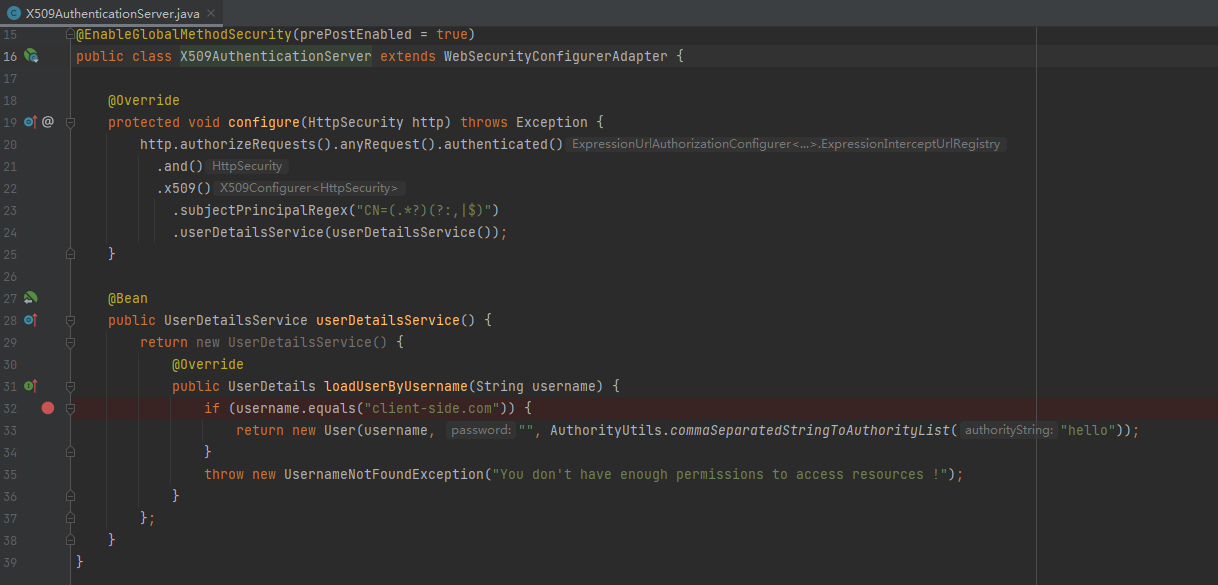 X509AuthenticationServer.java
15 @EnableGlobalMethodSecurity(prePostEnabled = true)
16 public class X509AuthenticationServer extends WebSecurityConfigurerAdapter {
17
18 @Override
19 @ protected void configure(HttpSecurity http) throws Exception {
20 http.authorizeRequests().anyRequest().authenticated() ExpressionUrlAuthorizationConfigurer<...>.ExpressionInterceptUrlRegistry
21 .and() HttpSecurity
22 .x509() X509Configurer<HttpSecurity>
23 .subjectPrincipalRegex("CN=(.*?)(?:,|$)")
24 .userDetailsService(userDetailsService());
25 }
26
27 @Bean
28 public UserDetailsService userDetailsService() {
29 return new UserDetailsService() {
30 @Override
31 public UserDetails loadUserByUsername(String username) {
32 if (username.equals("client-side.com")) {
33 return new User(username, password: "", AuthorityUtils.commaSeparatedStringToAuthorityList( authorityString: "hello"));
34 }
35 throw new UsernameNotFoundException("You don't have enough permissions to access resources !");
36 }
37 };
38 }
39 }